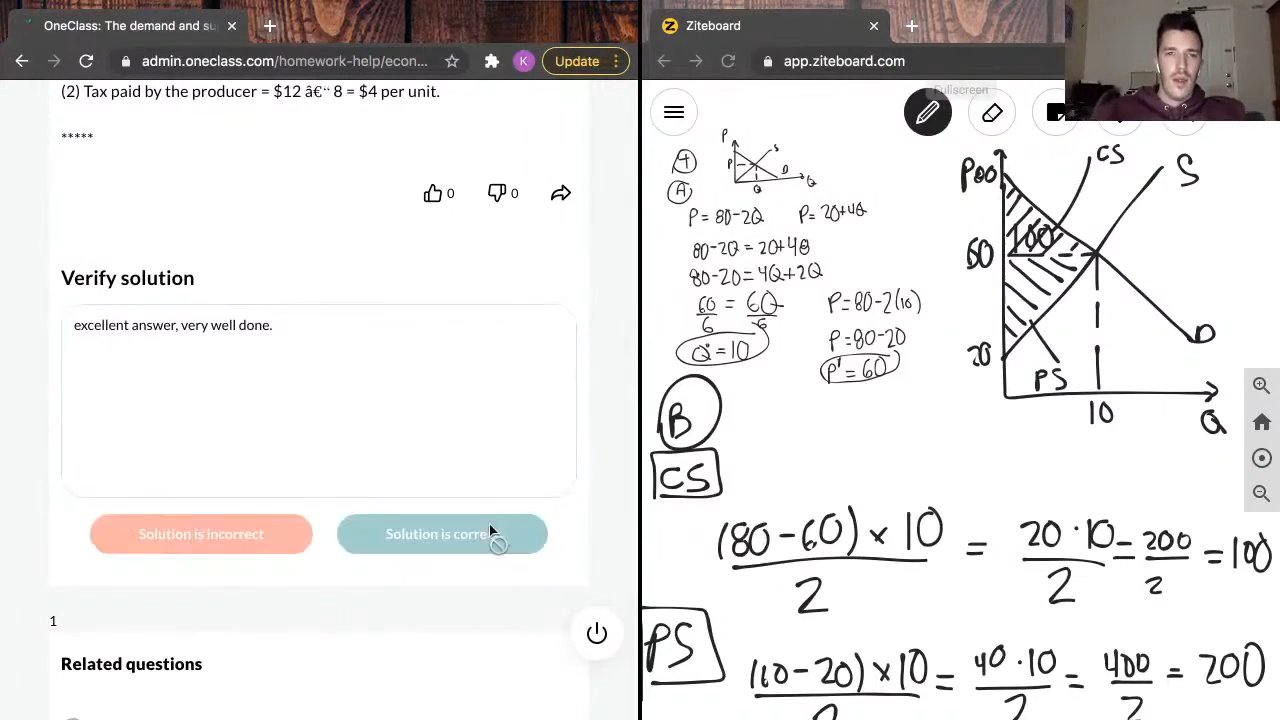 OneClass: The demand and su
admin.oneclass.com/homework-help/econ...
K
Update
(2) Tax paid by the producer = $12 â€“ 8 = $4 per unit.
*****
0
0
Verify solution
excellent answer, very well done.
Solution is incorrect
Solution is corre
1
Related questions
Ziteboard
app.ziteboard.com
Fullscreen
P
S
P
D
Q
Q
A
P = 80-2Q P = 20+4Q
80-2Q = 20+4Q
80-20 = 4Q+2Q
60/6 = 6Q/6
Q* = 10
P = 80-2(10)
P = 80-20
P* = 60
CS
S
100
60
20
PS
D
10
Q
B
CS
(80-60) × 10 / 2 = 20 · 10 / 2 = 200 / 2 = 100
PS
(60-20) × 10 / 2 = 40 · 10 / 2 = 400 / 2 = 200